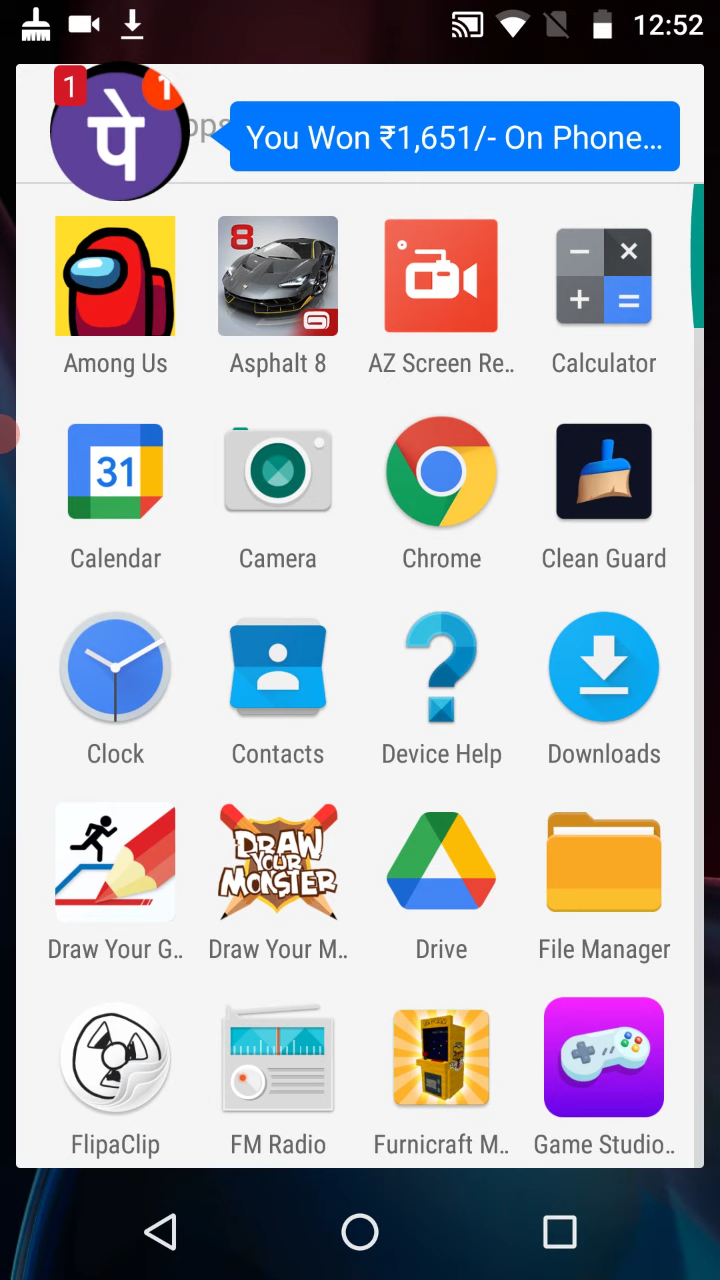 12:52
1
1
पे
pps
You Won ₹1,651/- On Phone...
8
Among Us
Asphalt 8
AZ Screen Re..
Calculator
31
Calendar
Camera
Chrome
Clean Guard
Clock
Contacts
Device Help
Downloads
DRAW
YOUR
MONSTER
Draw Your G..
Draw Your M..
Drive
File Manager
FlipaClip
FM Radio
Furnicraft M..
Game Studio..